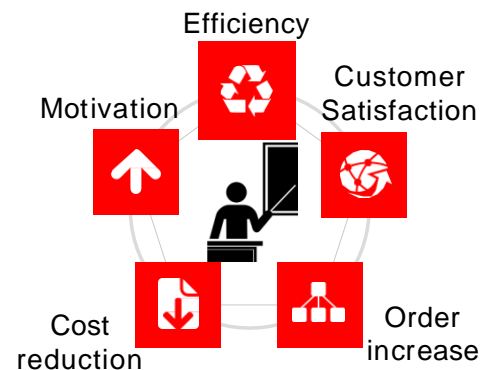 Efficiency
Customer
Satisfaction
Motivation
Order
increase
Cost
reduction